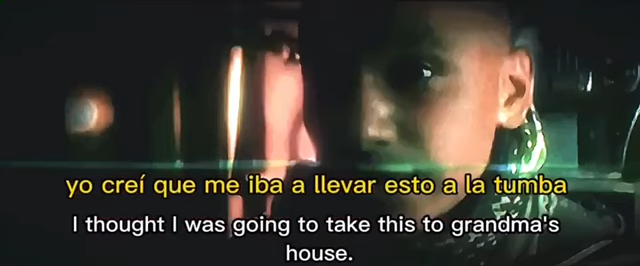 yo creí que me iba a llevar esto a la tumba
I thought I was going to take this to grandma's
house.